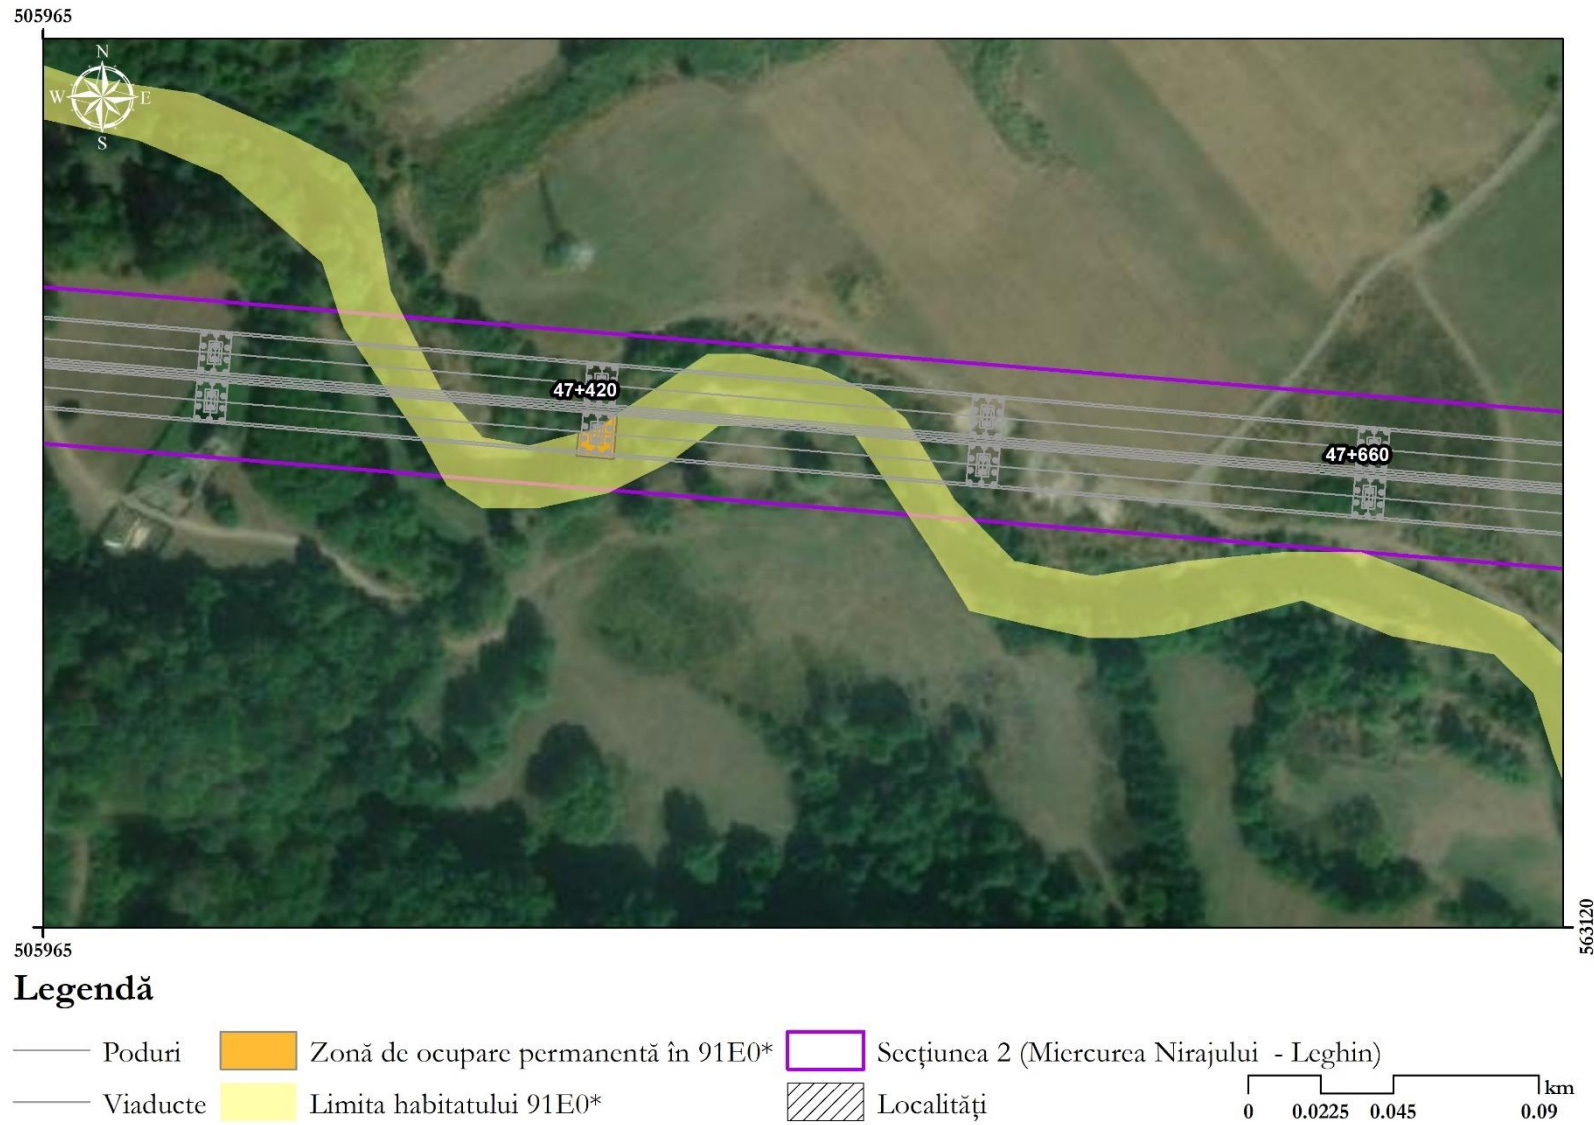 505965
N
W E
S
47+420
47+660
505965
563120
Legendă
Poduri
Zonă de ocupare permanentă în 91E0*
Secțiunea 2 (Miercurea Nirajului - Leghin)
Viaducte
Limita habitatului 91E0*
Localități
km
0 0.0225 0.045 0.09